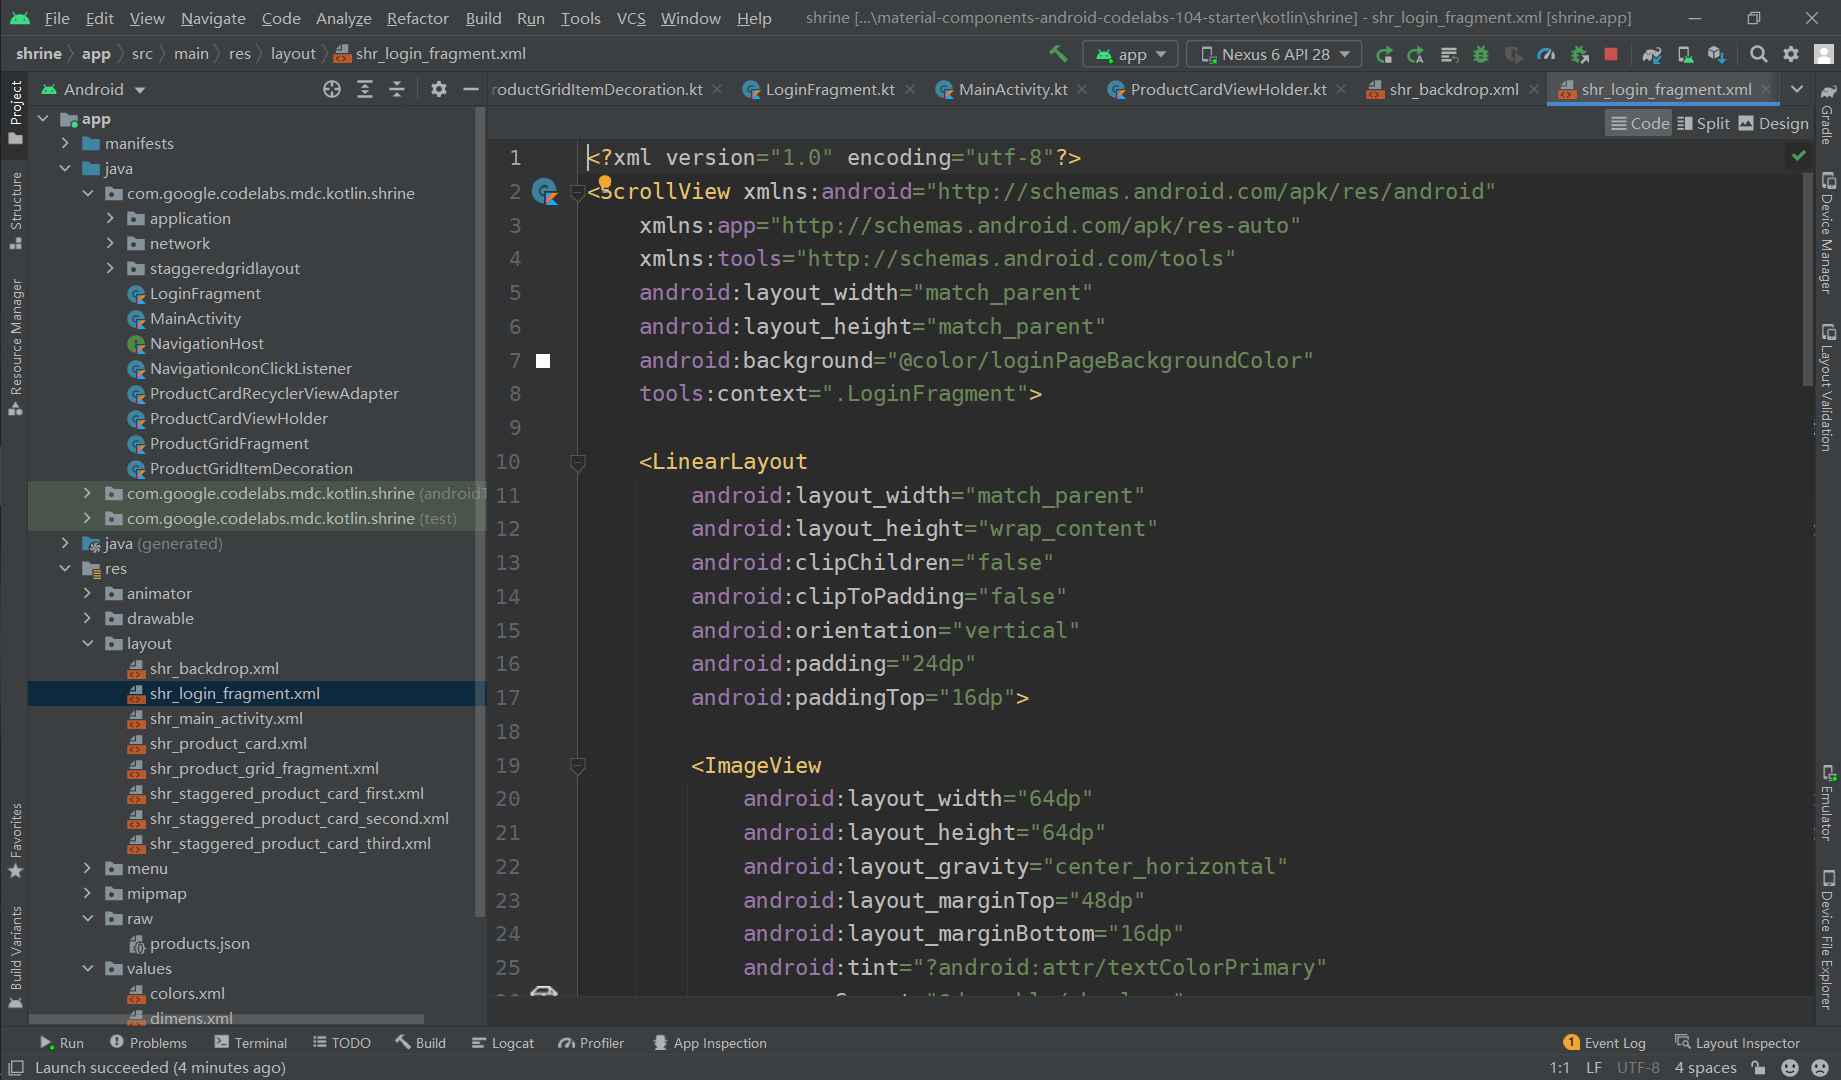 File Edit View Navigate Code Analyze Refactor Build Run Tools VCS Window Help shrine [...\material-components-android-codelabs-104-starter\kotlin\shrine] - shr_login_fragment.xml [shrine.app]
shrine app src main res layout shr_login_fragment.xml app Nexus 6 API 28
Android
roductGridItemDecoration.kt LoginFragment.kt MainActivity.kt ProductCardViewHolder.kt shr_backdrop.xml shr_login_fragment.xml
Code Split Design
Project
Structure
Resource Manager
Favorites
Build Variants
app
manifests
java
com.google.codelabs.mdc.kotlin.shrine
application
network
staggeredgridlayout
LoginFragment
MainActivity
NavigationHost
NavigationIconClickListener
ProductCardRecyclerViewAdapter
ProductCardViewHolder
ProductGridFragment
ProductGridItemDecoration
com.google.codelabs.mdc.kotlin.shrine (android
com.google.codelabs.mdc.kotlin.shrine (test)
java (generated)
res
animator
drawable
layout
shr_backdrop.xml
shr_login_fragment.xml
shr_main_activity.xml
shr_product_card.xml
shr_product_grid_fragment.xml
shr_staggered_product_card_first.xml
shr_staggered_product_card_second.xml
shr_staggered_product_card_third.xml
menu
mipmap
raw
products.json
values
colors.xml
dimens.xml
1 <?xml version="1.0" encoding="utf-8"?>
2 <ScrollView xmlns:android="http://schemas.android.com/apk/res/android"
3 xmlns:app="http://schemas.android.com/apk/res-auto"
4 xmlns:tools="http://schemas.android.com/tools"
5 android:layout_width="match_parent"
6 android:layout_height="match_parent"
7 android:background="@color/loginPageBackgroundColor"
8 tools:context=".LoginFragment">
9
10 <LinearLayout
11 android:layout_width="match_parent"
12 android:layout_height="wrap_content"
13 android:clipChildren="false"
14 android:clipToPadding="false"
15 android:orientation="vertical"
16 android:padding="24dp"
17 android:paddingTop="16dp">
18
19 <ImageView
20 android:layout_width="64dp"
21 android:layout_height="64dp"
22 android:layout_gravity="center_horizontal"
23 android:layout_marginTop="48dp"
24 android:layout_marginBottom="16dp"
25 android:tint="?android:attr/textColorPrimary"
Gradle
Device Manager
Layout Validation
Emulator
Device File Explorer
Run Problems Terminal TODO Build Logcat Profiler App Inspection 1 Event Log Layout Inspector
Launch succeeded (4 minutes ago) 1:1 LF UTF-8 4 spaces